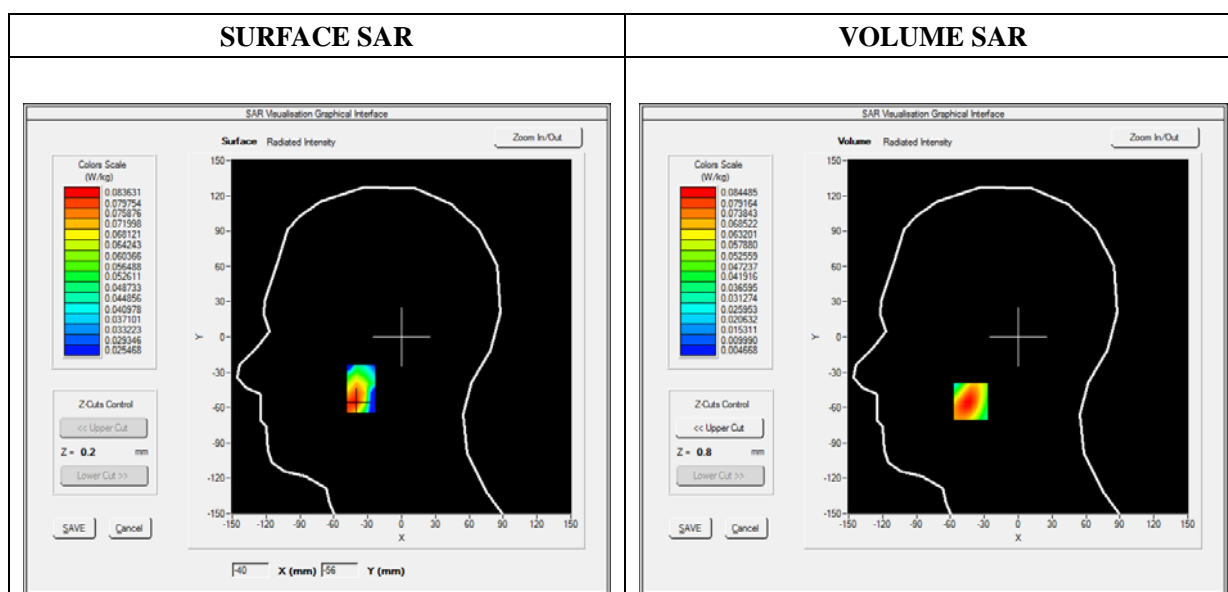 SURFACE SAR
VOLUME SAR
SAR Visualisation Graphical Interface
Surface Radiated Intensity
Zoom In/Out
Colors Scale
(W/kg)
0.083631
0.079754
0.075876
0.071998
0.068121
0.064243
0.060366
0.056488
0.052611
0.048733
0.044856
0.040978
0.037101
0.033223
0.029346
0.025468
Z-Cuts Control
<< Upper Cut
Z = 0.2 mm
Lower Cut >>
SAVE Cancel
150
120
90
60
30
0
-30
-60
-90
-120
-150
Y
-150 -120 -90 -60 -30 0 30 60 90 120 150
X
-40 X (mm) -56 Y (mm)
SAR Visualisation Graphical Interface
Volume Radiated Intensity
Zoom In/Out
Colors Scale
(W/kg)
0.084485
0.079164
0.073843
0.068522
0.063201
0.057880
0.052559
0.047237
0.041916
0.036595
0.031274
0.025953
0.020632
0.015311
0.009990
0.004668
Z-Cuts Control
<< Upper Cut
Z = 0.8 mm
Lower Cut >>
SAVE Cancel
150
120
90
60
30
0
-30
-60
-90
-120
-150
Y
-150 -120 -90 -60 -30 0 30 60 90 120 150
X